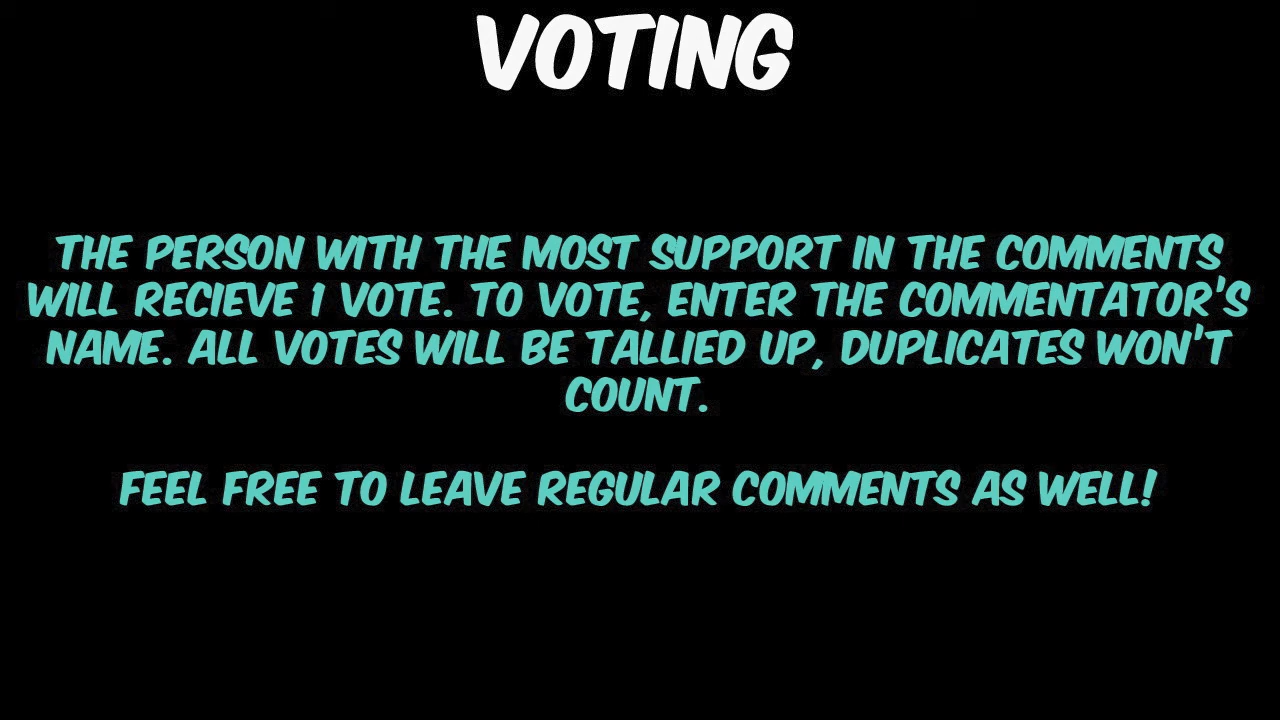 VOTING
THE PERSON WITH THE MOST SUPPORT IN THE COMMENTS
WILL RECIEVE 1 VOTE. TO VOTE, ENTER THE COMMENTATOR'S
NAME. ALL VOTES WILL BE TALLIED UP, DUPLICATES WON'T
COUNT.
FEEL FREE TO LEAVE REGULAR COMMENTS AS WELL!